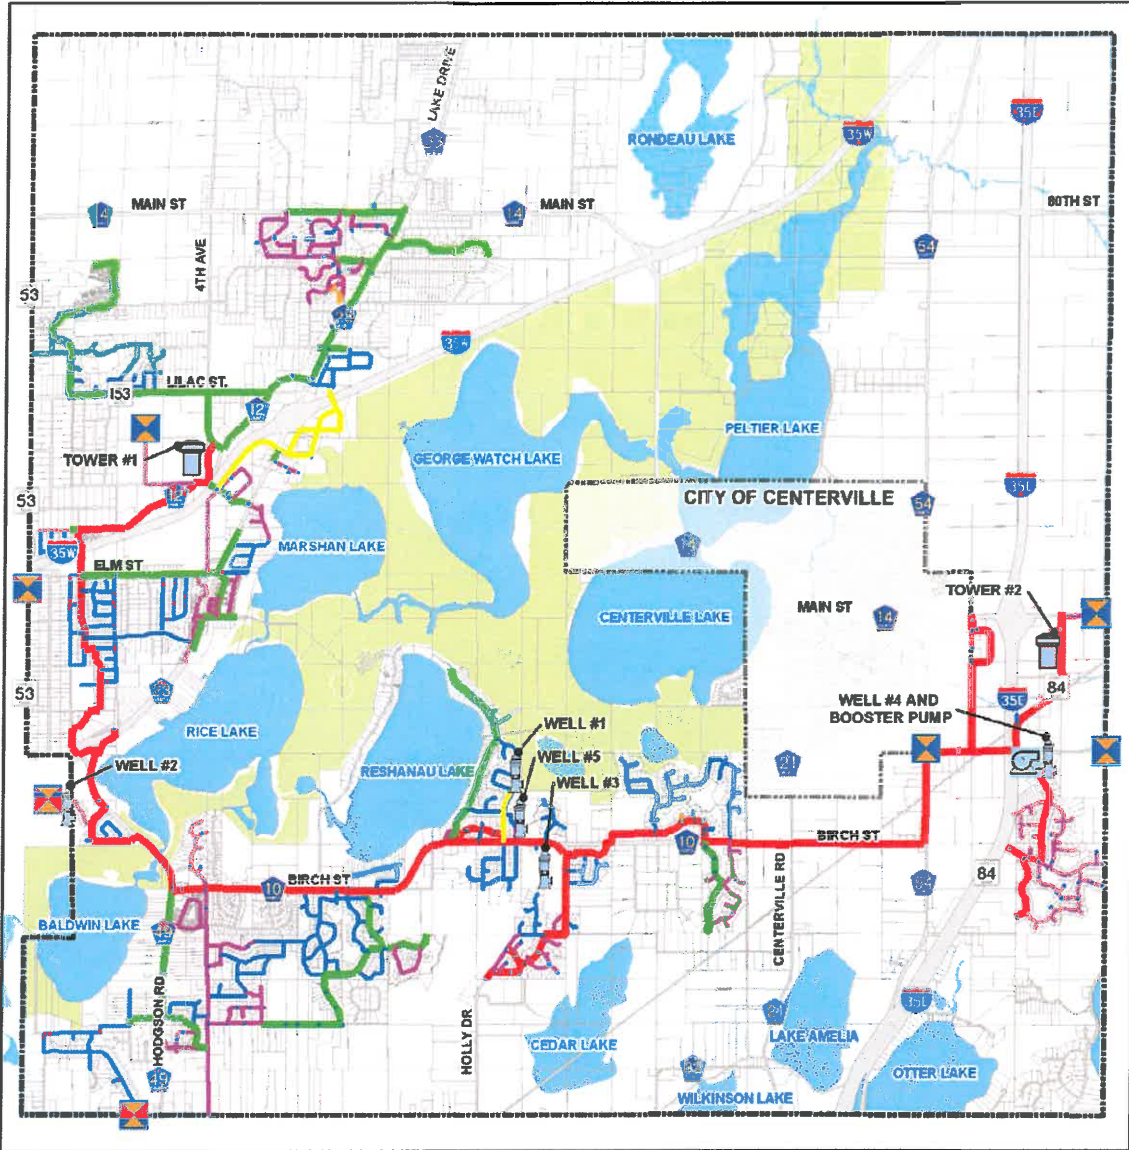 LAKE DRIVE
RONDEAU LAKE
35W
35E
14
MAIN ST
14
MAIN ST
80TH ST
4TH AVE
54
53
35W
LILAC ST.
153
12
PELTIER LAKE
TOWER #1
GEORGE WATCH LAKE
CITY OF CENTERVILLE
35E
53
12
54
35W
MARSHAN LAKE
14
ELM ST
TOWER #2
MAIN ST
14
CENTERVILLE LAKE
53
84
35E
WELL #4 AND
BOOSTER PUMP
RICE LAKE
WELL #1
WELL #2
RESHANAU LAKE
WELL #5
21
WELL #3
BIRCH ST
10
BIRCH ST
10
84
CENTERVILLE RD
BALDWIN LAKE
HODGSON RD
35E
21
HOLLY DR
CEDAR LAKE
LAKE AMELIA
OTTER LAKE
49
WILKINSON LAKE